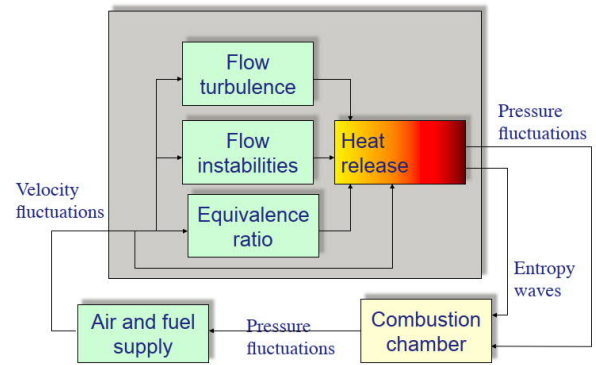 Flow
turbulence
Pressure
fluctuations
Flow
instabilities
Heat
release
Velocity
fluctuations
Equivalence
ratio
Entropy
waves
Air and fuel
supply
Pressure
fluctuations
Combustion
chamber